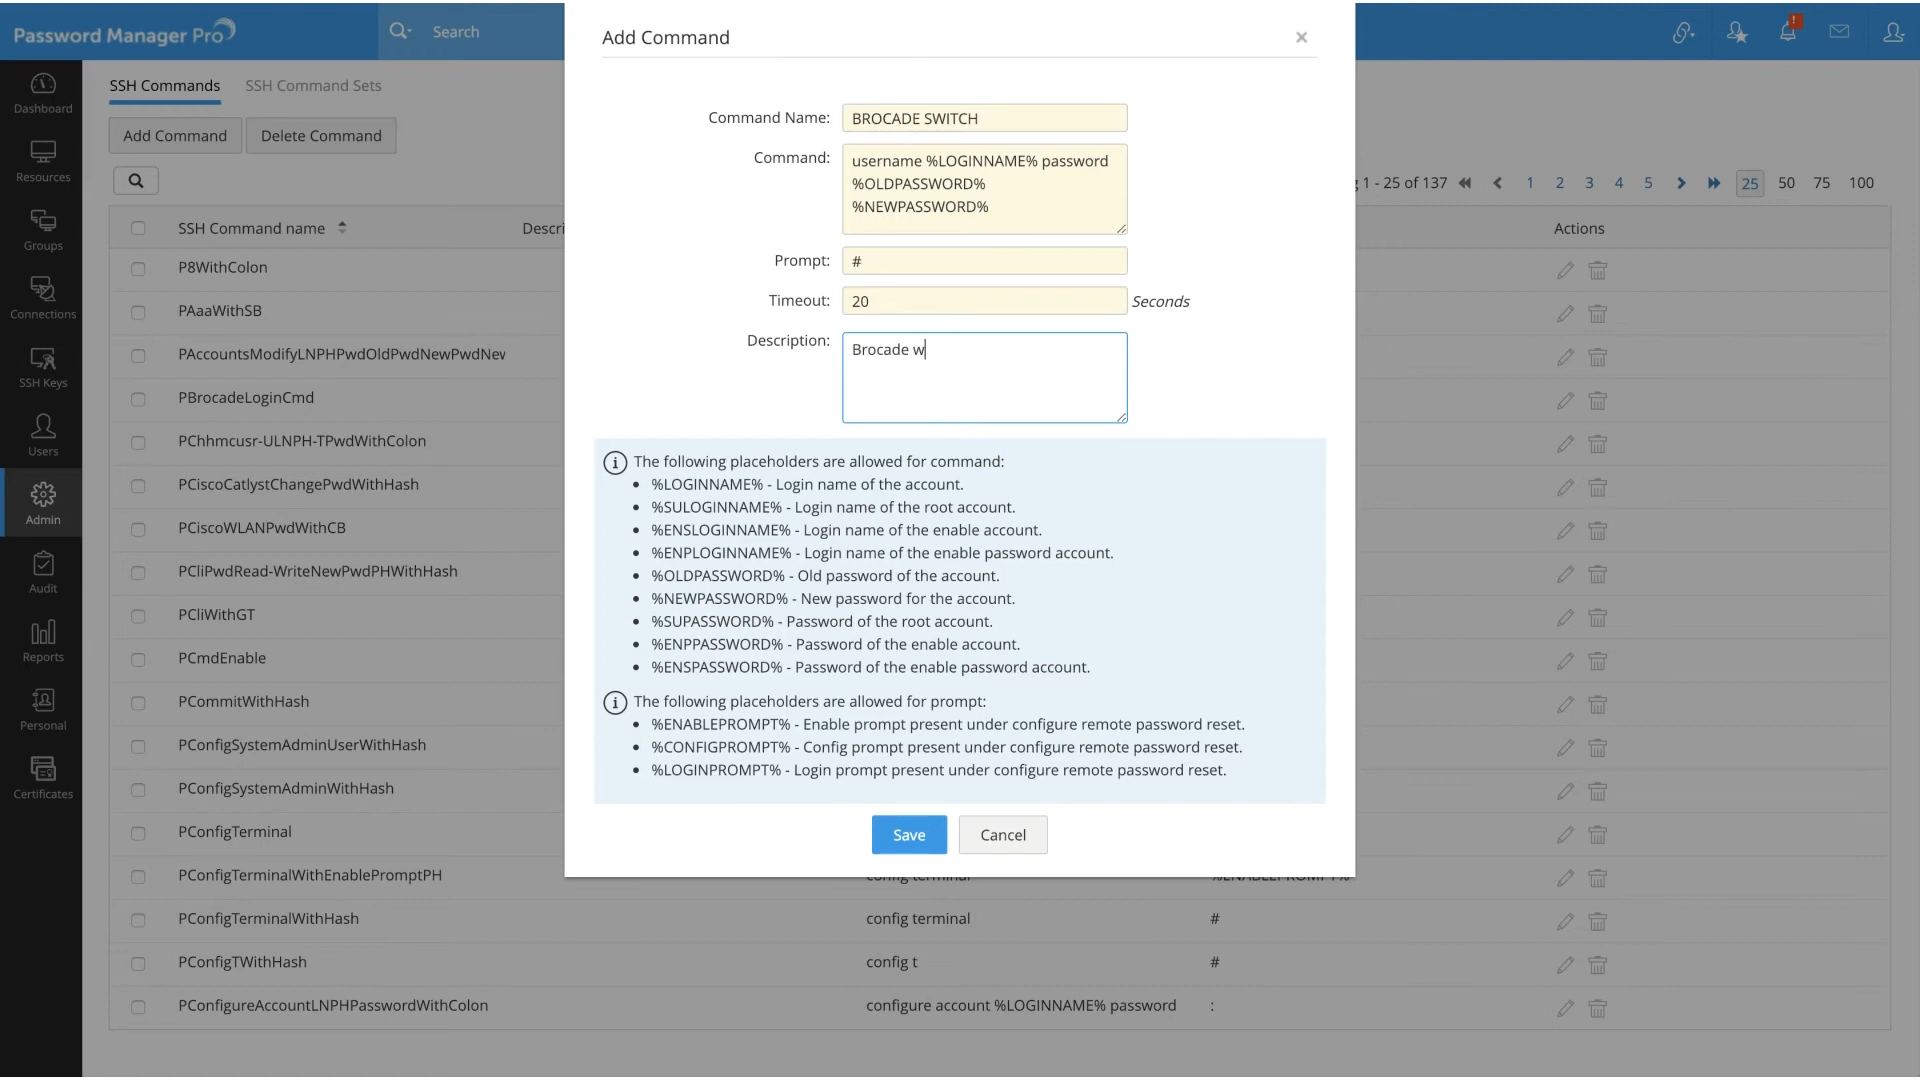 Password Manager Pro
Search
Add Command
×
Dashboard
Resources
Groups
Connections
SSH Keys
Users
Admin
Audit
Reports
Personal
Certificates
SSH Commands
SSH Command Sets
Add Command
Delete Command
1 - 25 of 137
1 2 3 4 5
25 50 75 100
SSH Command name
Descri
Actions
P8WithColon
PAaaWithSB
PAccountsModifyLNPHPwdOldPwdNewPwdNew
PBrocadeLoginCmd
PChhmcusr-ULNPH-TPwdWithColon
PCiscoCatlystChangePwdWithHash
PCiscoWLANPwdWithCB
PCliPwdRead-WriteNewPwdPHWithHash
PCliWithGT
PCmdEnable
PCommitWithHash
PConfigSystemAdminUserWithHash
PConfigSystemAdminWithHash
PConfigTerminal
PConfigTerminalWithEnablePromptPH config terminal %ENABLEPROMPT%
PConfigTerminalWithHash config terminal #
PConfigTWithHash config t #
PConfigureAccountLNPHPasswordWithColon configure account %LOGINNAME% password :
Command Name: BROCADE SWITCH
Command: username %LOGINNAME% password
%OLDPASSWORD%
%NEWPASSWORD%
Prompt: #
Timeout: 20 Seconds
Description: Brocade w
The following placeholders are allowed for command:
• %LOGINNAME% - Login name of the account.
• %SULOGINNAME% - Login name of the root account.
• %ENSLOGINNAME% - Login name of the enable account.
• %ENPLOGINNAME% - Login name of the enable password account.
• %OLDPASSWORD% - Old password of the account.
• %NEWPASSWORD% - New password for the account.
• %SUPASSWORD% - Password of the root account.
• %ENPPASSWORD% - Password of the enable account.
• %ENSPASSWORD% - Password of the enable password account.
The following placeholders are allowed for prompt:
• %ENABLEPROMPT% - Enable prompt present under configure remote password reset.
• %CONFIGPROMPT% - Config prompt present under configure remote password reset.
• %LOGINPROMPT% - Login prompt present under configure remote password reset.
Save
Cancel